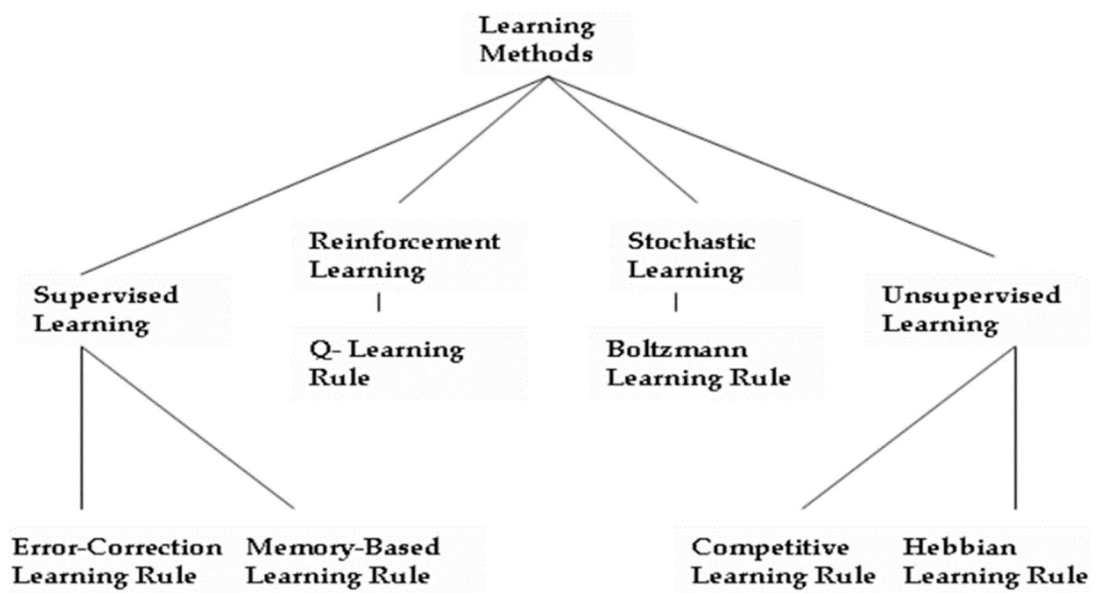 Learning
Methods
Reinforcement
Learning
Stochastic
Learning
Supervised
Learning
Unsupervised
Learning
Q- Learning
Rule
Boltzmann
Learning Rule
Error-Correction
Learning Rule
Memory-Based
Learning Rule
Competitive
Learning Rule
Hebbian
Learning Rule